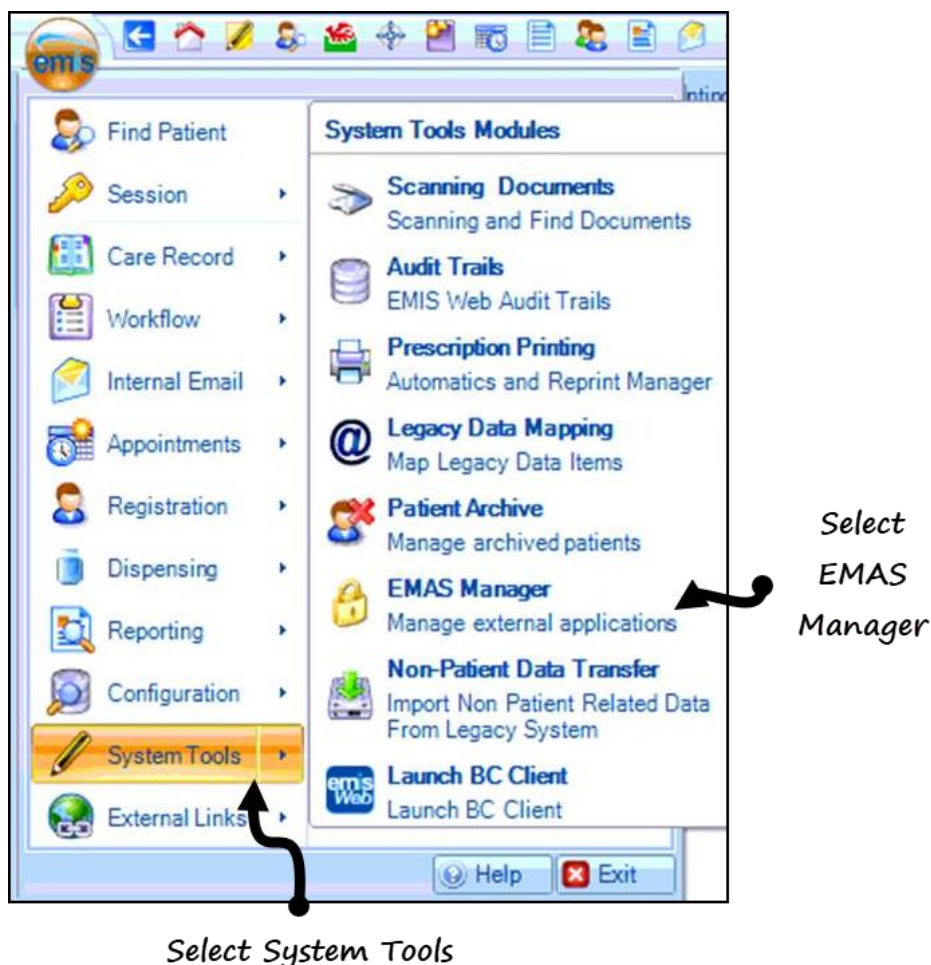 emis
nting
Find Patient
Session
Care Record
Workflow
Internal Email
Appointments
Registration
Dispensing
Reporting
Configuration
System Tools
External Links
System Tools Modules
Scanning Documents
Scanning and Find Documents
Audit Trails
EMIS Web Audit Trails
Prescription Printing
Automatics and Reprint Manager
@ Legacy Data Mapping
Map Legacy Data Items
Patient Archive
Manage archived patients
EMAS Manager
Manage external applications
Non-Patient Data Transfer
Import Non Patient Related Data
From Legacy System
emis
Web
Launch BC Client
Launch BC Client
Help
Exit
Select
EMAS
Manager
Select System Tools